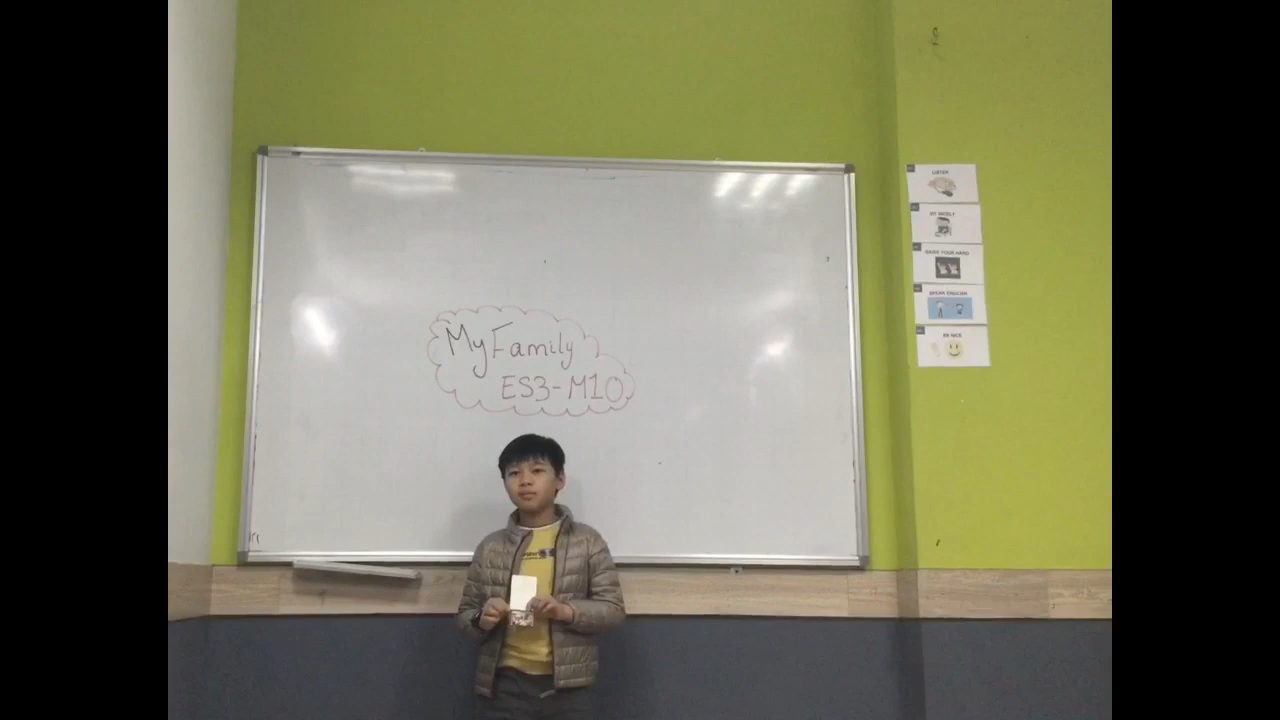 My Family
ES3-M10
LISTEN
SIT NICELY
RAISE YOUR HAND
SPEAK ENGLISH
BE NICE